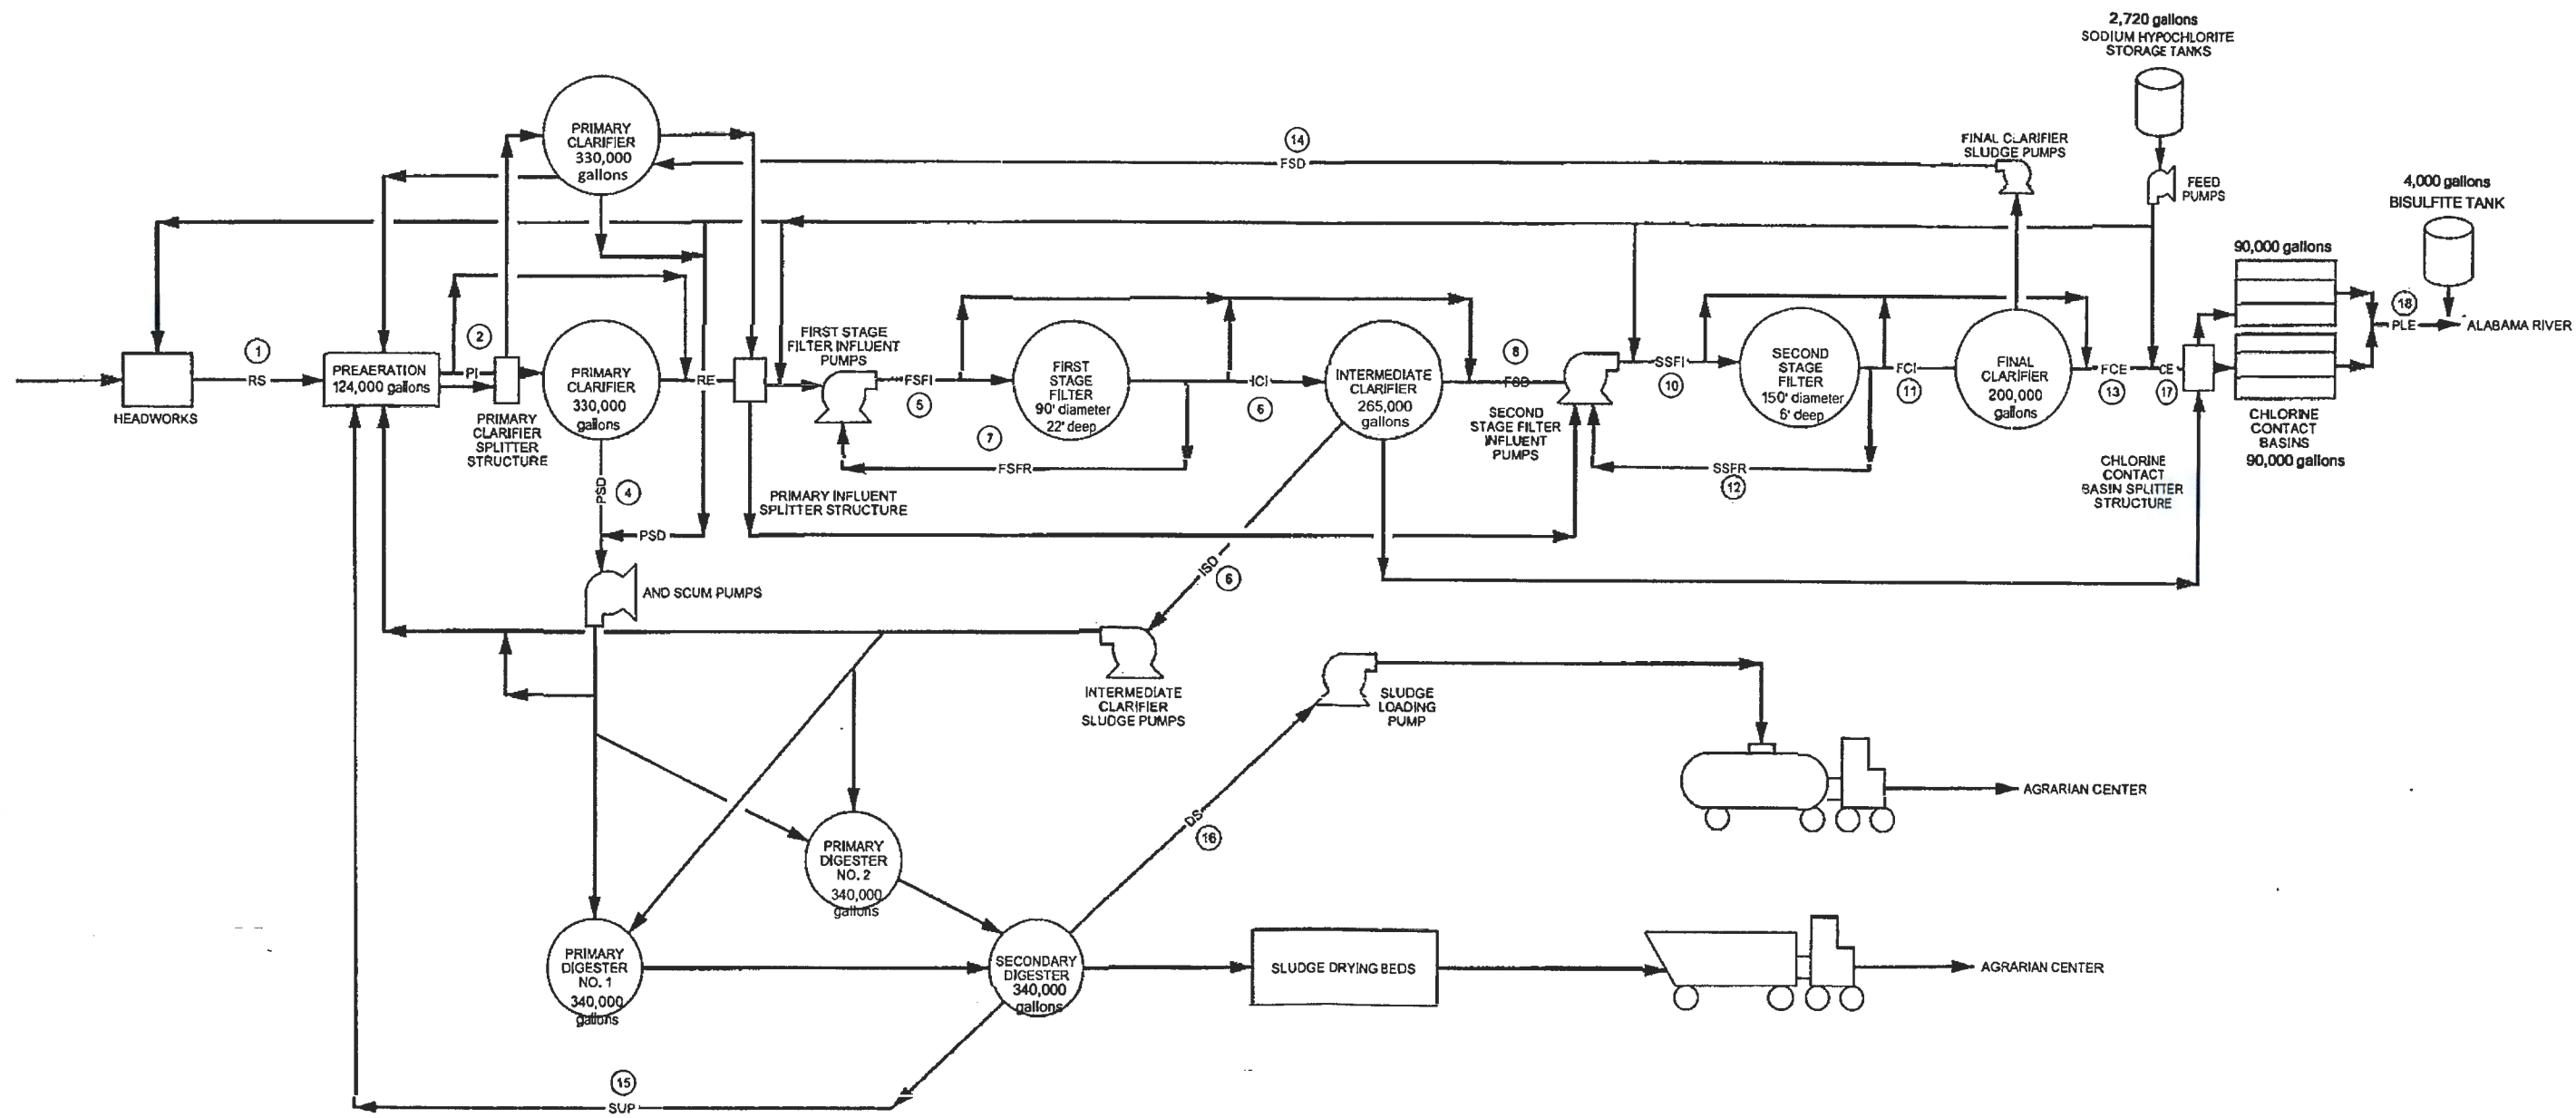 2,720 gallons
SODIUM HYPOCHLORITE
STORAGE TANKS
FEED
PUMPS
4,000 gallons
BISULFITE TANK
14
FSD
FINAL CLARIFIER
SLUDGE PUMPS
PRIMARY
CLARIFIER
330,000
gallons
HEADWORKS
1
RS
PREAERATION
124,000 gallons
2
PI
PRIMARY
CLARIFIER
SPLITTER
STRUCTURE
PRIMARY
CLARIFIER
330,000
gallons
RE
FIRST STAGE
FILTER INFLUENT
PUMPS
FSFI
5
FIRST
STAGE
FILTER
90' diameter
22' deep
7
FSFR
ICI
6
INTERMEDIATE
CLARIFIER
265,000
gallons
8
SECOND
STAGE FILTER
INFLUENT
PUMPS
SSFI
10
SECOND
STAGE
FILTER
150' diameter
6' deep
SSFR
12
FCI
11
FINAL
CLARIFIER
200,000
gallons
FCE
13
CE
17
90,000 gallons
CHLORINE
CONTACT
BASINS
90,000 gallons
18
PLE
ALABAMA RIVER
CHLORINE
CONTACT
BASIN SPLITTER
STRUCTURE
PSD
4
PRIMARY INFLUENT
SPLITTER STRUCTURE
PSD
AND SCUM PUMPS
ISD
6
INTERMEDIATE
CLARIFIER
SLUDGE PUMPS
SLUDGE
LOADING
PUMP
AGRARIAN CENTER
DS
16
PRIMARY
DIGESTER
NO. 2
340,000
gallons
PRIMARY
DIGESTER
NO. 1
340,000
gallons
SECONDARY
DIGESTER
340,000
gallons
SLUDGE DRYING BEDS
AGRARIAN CENTER
15
SUP